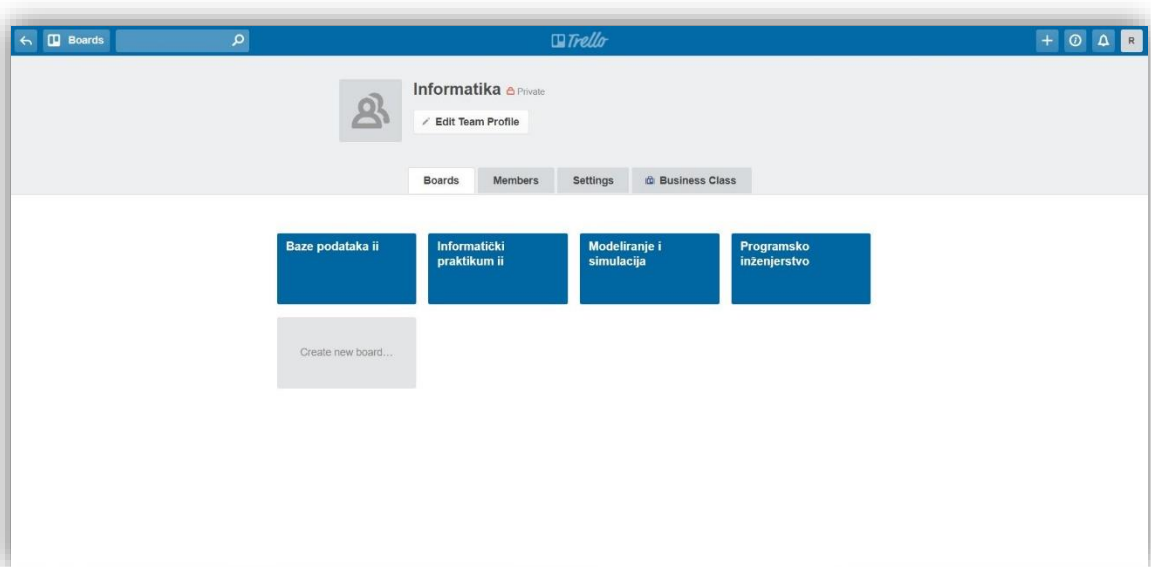 Boards
Trello
R
Informatika Private
Edit Team Profile
Boards Members Settings Business Class
Baze podataka ii
Informatički
praktikum ii
Modeliranje i
simulacija
Programsko
inženjerstvo
Create new board...